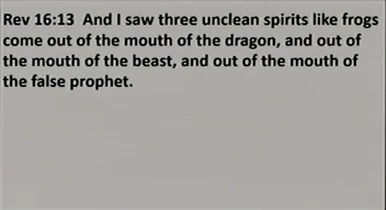 Rev 16:13  And I saw three unclean spirits like frogs
come out of the mouth of the dragon, and out of
the mouth of the beast, and out of the mouth of
the false prophet.